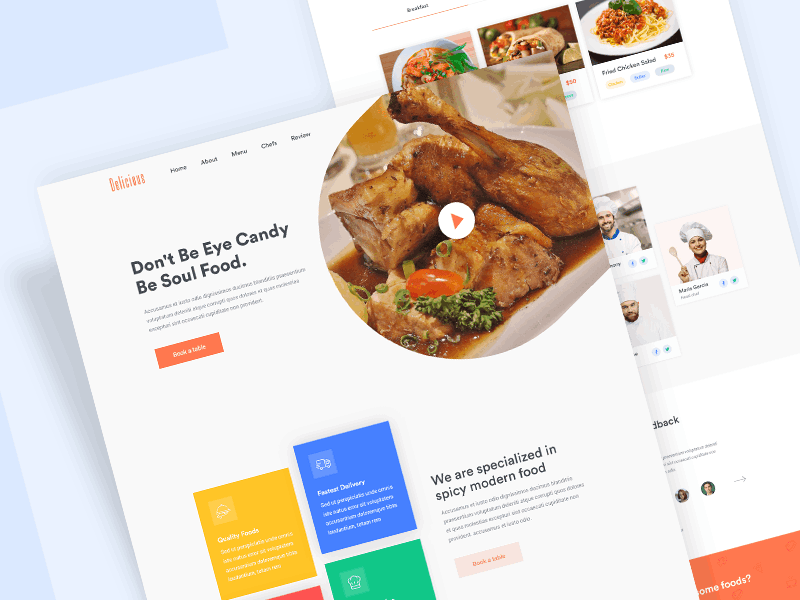 Breakfast
Fried Chicken Salad $35
$50
Delicious
Home About Menu Chefs Review
Don't Be Eye Candy
Be Soul Food.
Accusamus et iusto odio dignissimos ducimus blanditiis praesentium
voluptatum deleniti atque corrupti quos dolores et quas molestias
excepturi sint occaecati cupiditate non provident.
Book a table
Maria Garcia
We are specialized in
spicy modern food
Accusamus et iusto odio dignissimos ducimus blanditiis
praesentium voluptatum deleniti atque corrupti quos dolores
et quas molestias excepturi sint occaecati cupiditate non
provident. accusamus et iusto odio.
Book a table
Fastest Delivery
Sed ut perspiciatis unde omnis
iste natus error sit voluptatem
accusantium doloremque litiis
tatantium, totam rem
Quality Foods
Sed ut perspiciatis unde omnis
iste natus error sit voluptatem
accusantium doloremque litiis
tatantium, totam rem
dback
ome foods?